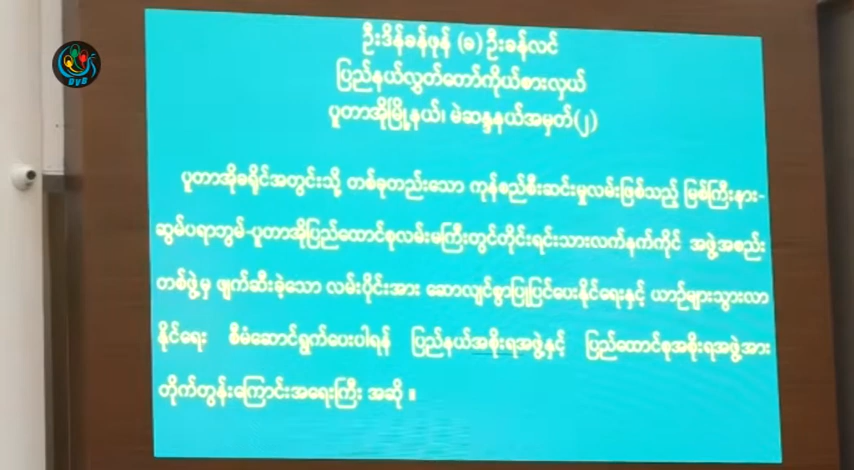 DVB
ဦးဒိန်ခန်ဖုန် (ခ) ဦးခန်လင်
ပြည်နယ်လွှတ်တော်ကိုယ်စားလှယ်
ပူတာအိုမြို့နယ်၊ မဲဆန္ဒနယ်အမှတ်(၂)
ပူတာအိုခရိုင်အတွင်းသို့ တစ်ခုတည်းသော ကုန်စည်စီးဆင်းမှုလမ်းဖြစ်သည့် မြစ်ကြီးနား-
ဆွမ်ပရာဘွမ်-ပူတာအိုပြည်ထောင်စုလမ်းမကြီးတွင်တိုင်းရင်းသားလက်နက်ကိုင် အဖွဲ့အစည်း
တစ်ဖွဲ့မှ ဖျက်ဆီးခဲ့သော လမ်းပိုင်းအား ဆောလျင်စွာပြုပြင်ပေးနိုင်ရေးနှင့် ယာဉ်များသွားလာ
နိုင်ရေး စီမံဆောင်ရွက်ပေးပါရန် ပြည်နယ်အစိုးရအဖွဲ့နှင့် ပြည်ထောင်စုအစိုးရအဖွဲ့အား
တိုက်တွန်းကြောင်းအရေးကြီး အဆို ။